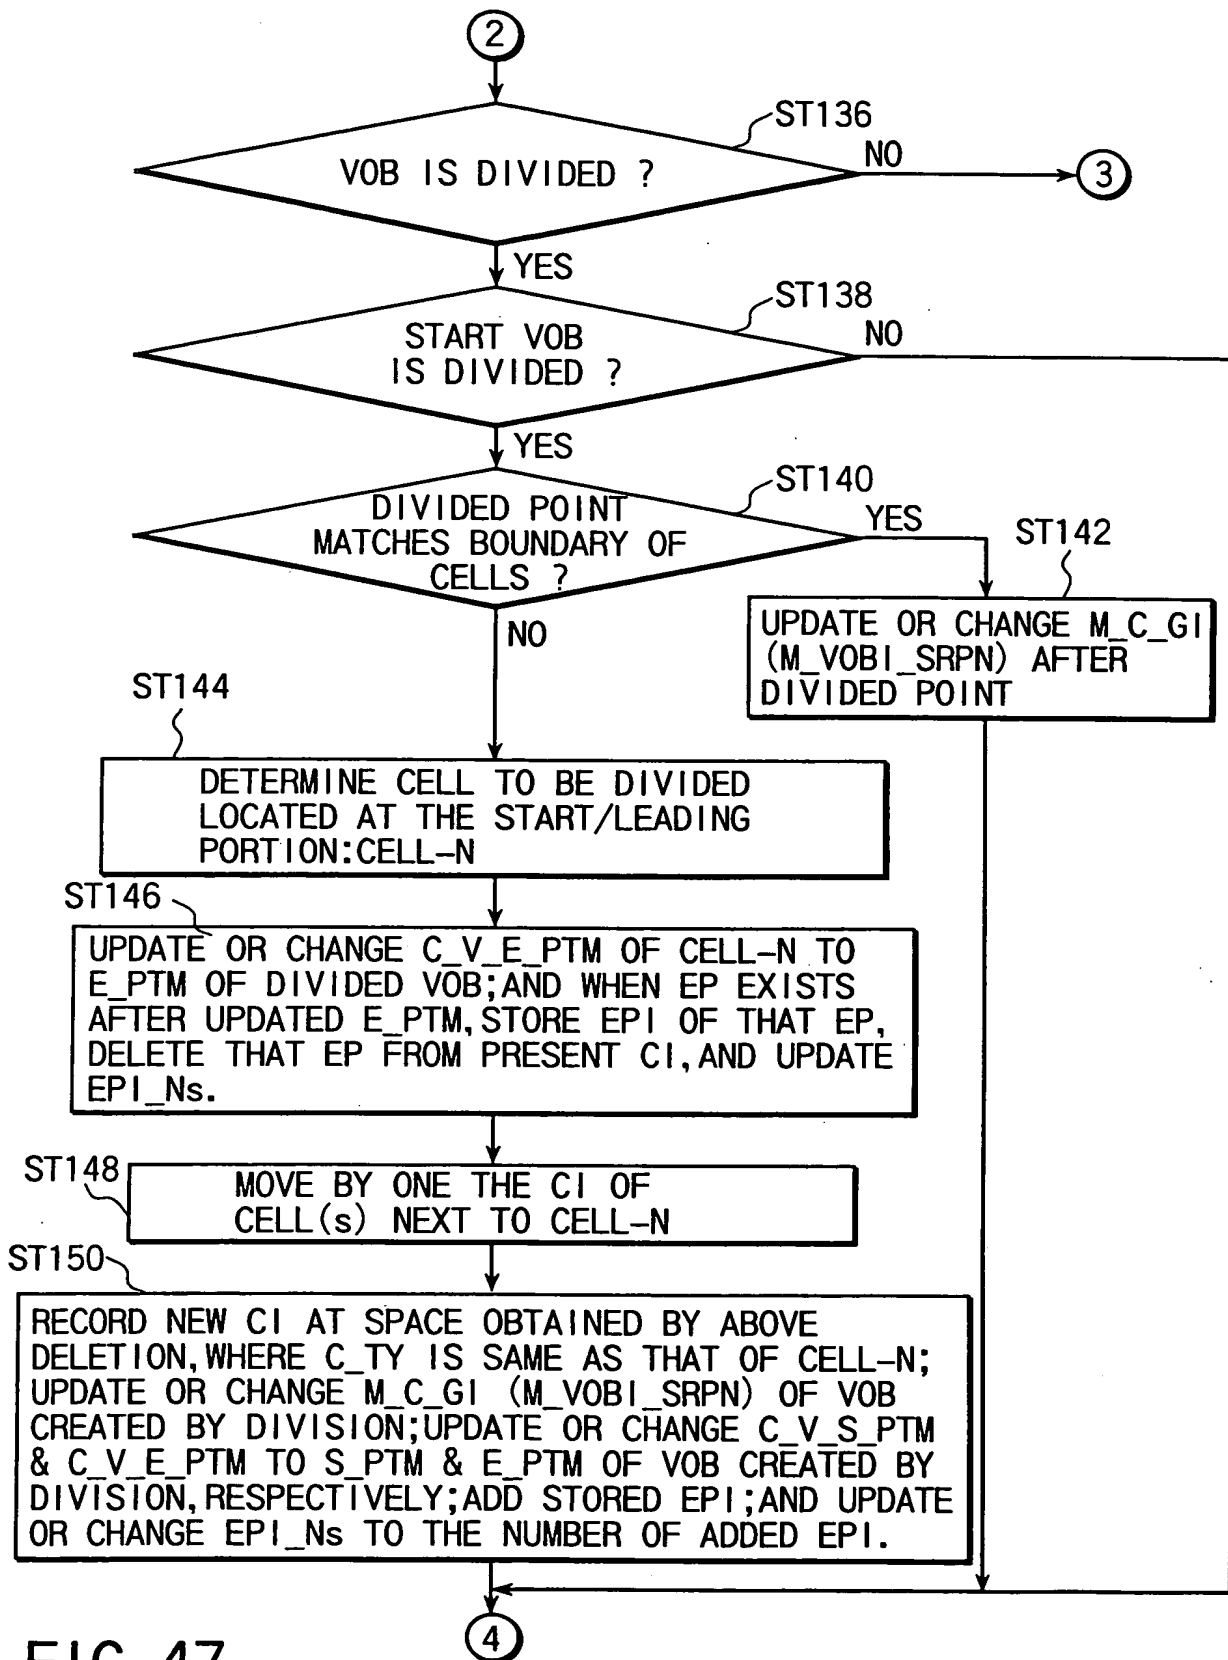 2
ST136
VOB IS DIVIDED ?
NO
3
YES
ST138
START VOB
IS DIVIDED ?
NO
YES
ST140
DIVIDED POINT
MATCHES BOUNDARY OF
CELLS ?
YES
NO
ST142
UPDATE OR CHANGE M_C_GI
(M_VOBI_SRPN) AFTER
DIVIDED POINT
ST144
DETERMINE CELL TO BE DIVIDED
LOCATED AT THE START/LEADING
PORTION:CELL-N
ST146
UPDATE OR CHANGE C_V_E_PTM OF CELL-N TO
E_PTM OF DIVIDED VOB;AND WHEN EP EXISTS
AFTER UPDATED E_PTM,STORE EPI OF THAT EP,
DELETE THAT EP FROM PRESENT CI,AND UPDATE
EPI_Ns.
ST148
MOVE BY ONE THE CI OF
CELL(s) NEXT TO CELL-N
ST150
RECORD NEW CI AT SPACE OBTAINED BY ABOVE
DELETION,WHERE C_TY IS SAME AS THAT OF CELL-N;
UPDATE OR CHANGE M_C_GI (M_VOBI_SRPN) OF VOB
CREATED BY DIVISION;UPDATE OR CHANGE C_V_S_PTM
& C_V_E_PTM TO S_PTM & E_PTM OF VOB CREATED BY
DIVISION,RESPECTIVELY;ADD STORED EPI;AND UPDATE
OR CHANGE EPI_Ns TO THE NUMBER OF ADDED EPI.
4
FIG. 47